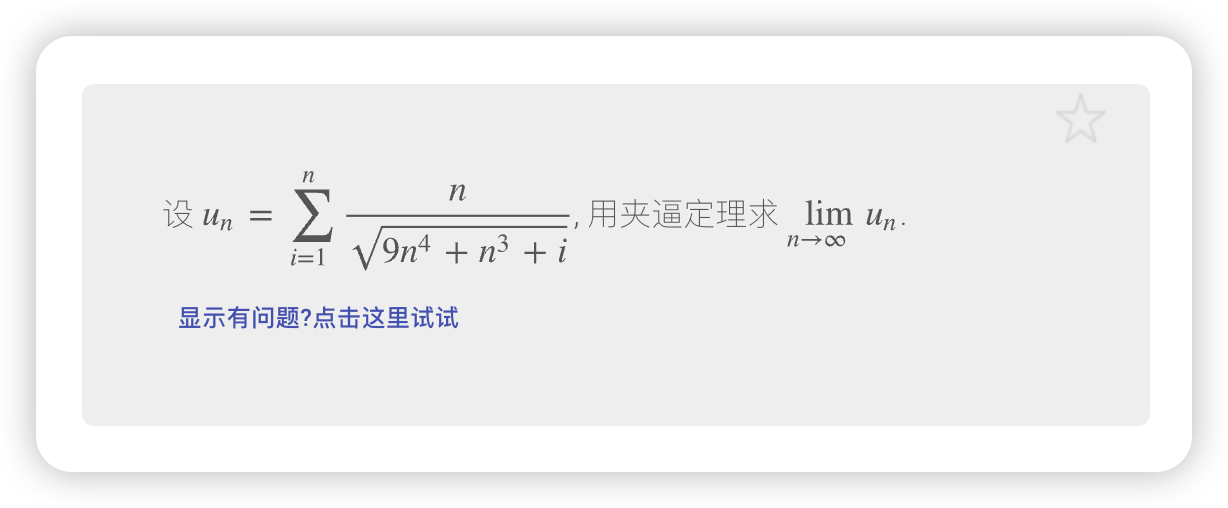 设 $u_n = \sum_{i=1}^{n} \frac{n}{\sqrt{9n^4 + n^3 + i}}$, 用夹逼定理求 $\lim_{n \to \infty} u_n$.
显示有问题?点击这里试试